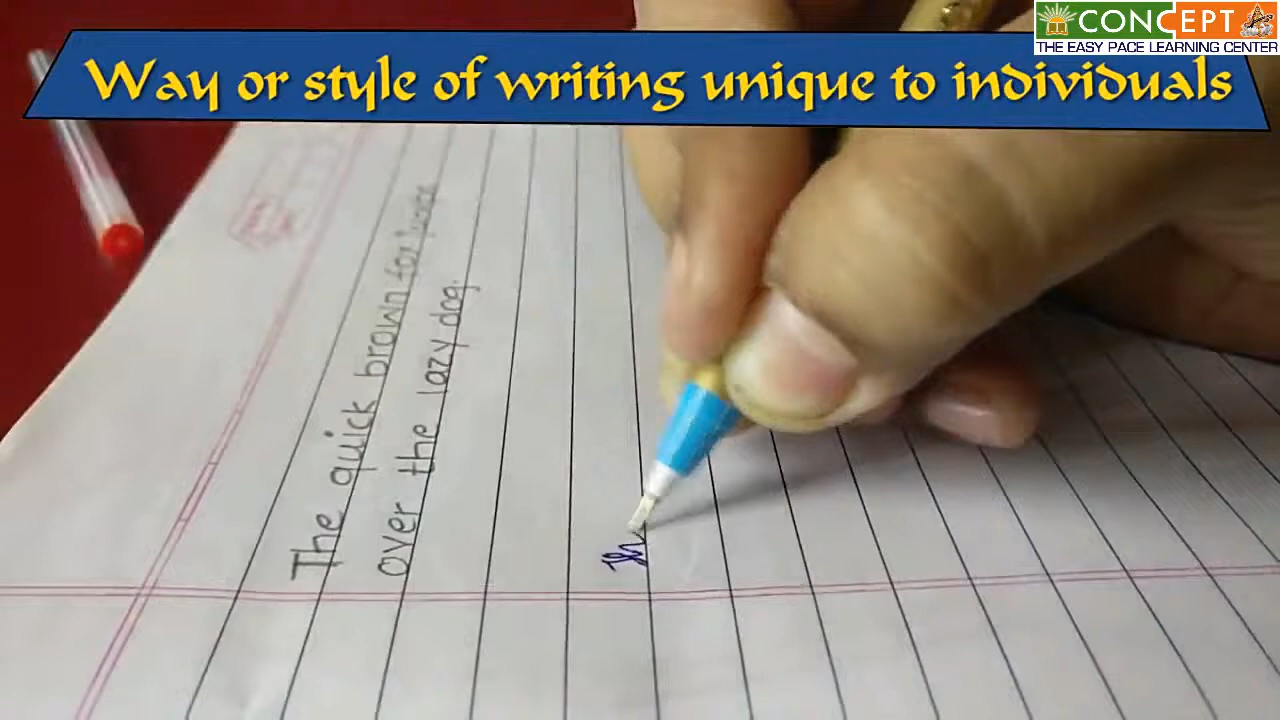 CONCEPT
THE EASY PACE LEARNING CENTER
Way or style of writing unique to individuals
The quick brown fox
over the lazy dog.